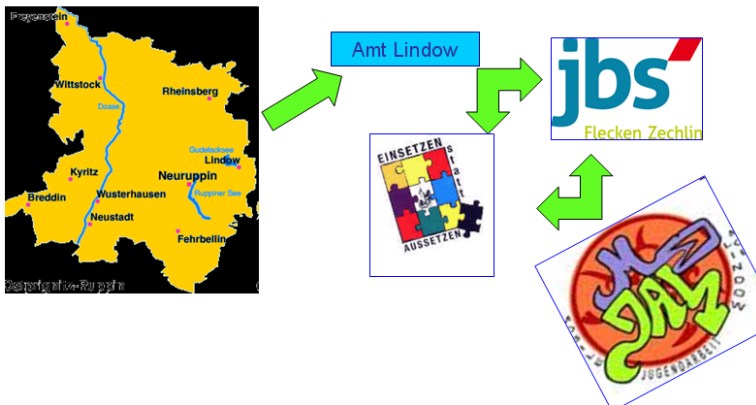 Freyenstein
Wittstock
Rheinsberg
Dosse
Gudelacksee
Lindow
Kyritz
Neuruppin
Ruppiner See
Breddin
Wusterhausen
Neustadt
Fehrbellin
Ostprignitz-Ruppin
Amt Lindow
jbs
Flecken Zechlin
EINSETZEN
statt
AUSSETZEN
JAM
JUGENDARBEIT